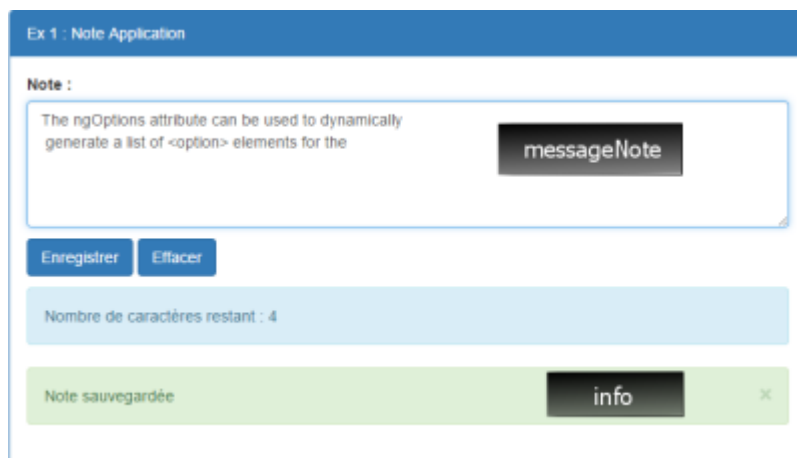 Ex 1 : Note Application
Note :
The ngOptions attribute can be used to dynamically
generate a list of <option> elements for the
messageNote
Enregistrer Effacer
Nombre de caractères restant : 4
Note sauvegardée
info ×